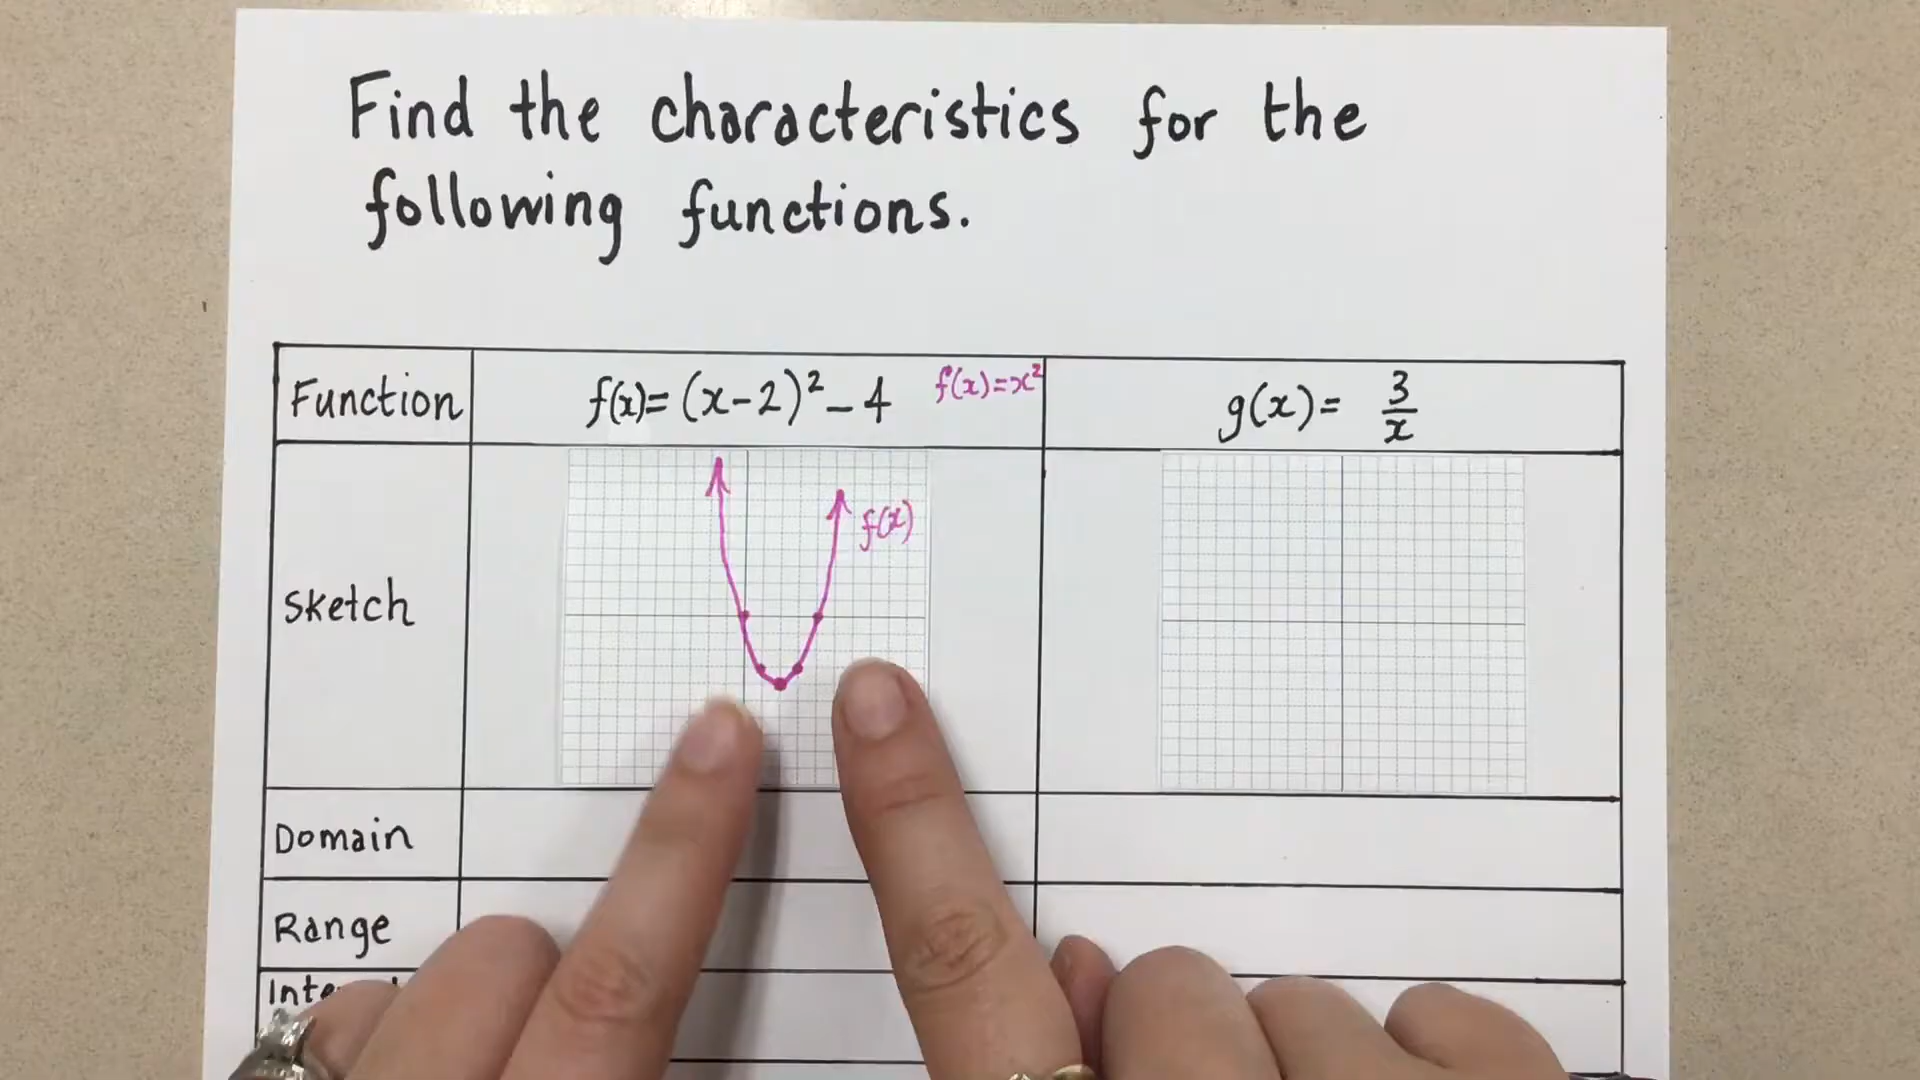 Find the characteristics for the
following functions.
Function
f(x)= (x-2)² - 4
f(x)=x²
g(x)= 3/x
Sketch
f(x)
Domain
Range